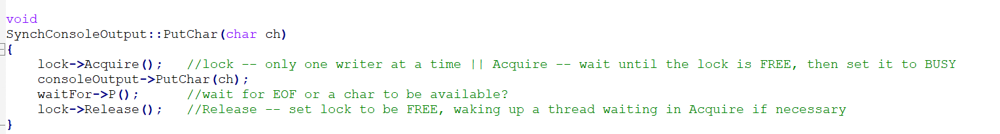 void
SynchConsoleOutput::PutChar(char ch)
{
    lock->Acquire();   //lock -- only one writer at a time || Acquire -- wait until the lock is FREE, then set it to BUSY
    consoleOutput->PutChar(ch);
    waitFor->P();      //wait for EOF or a char to be available?
    lock->Release();   //Release -- set lock to be FREE, waking up a thread waiting in Acquire if necessary
}